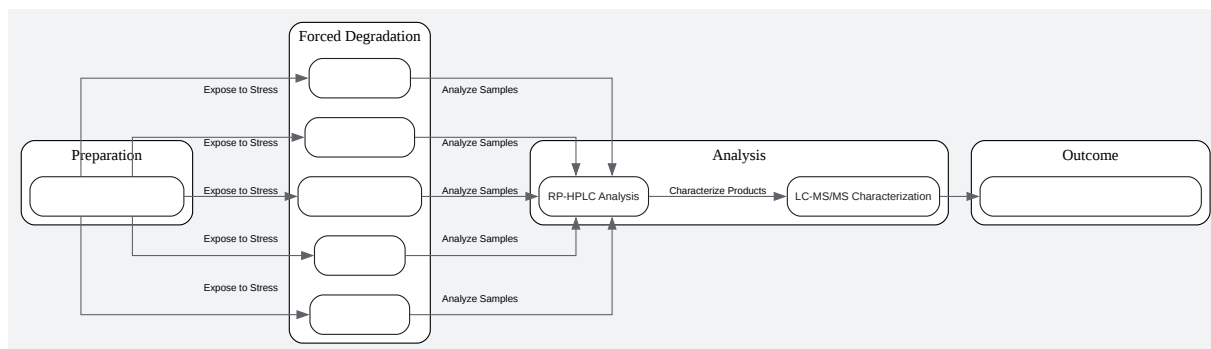 Forced Degradation
Expose to Stress
Analyze Samples
Expose to Stress
Analyze Samples
Preparation
Analysis
Outcome
Expose to Stress
Analyze Samples
RP-HPLC Analysis
Characterize Products
LC-MS/MS Characterization
Expose to Stress
Analyze Samples
Expose to Stress
Analyze Samples